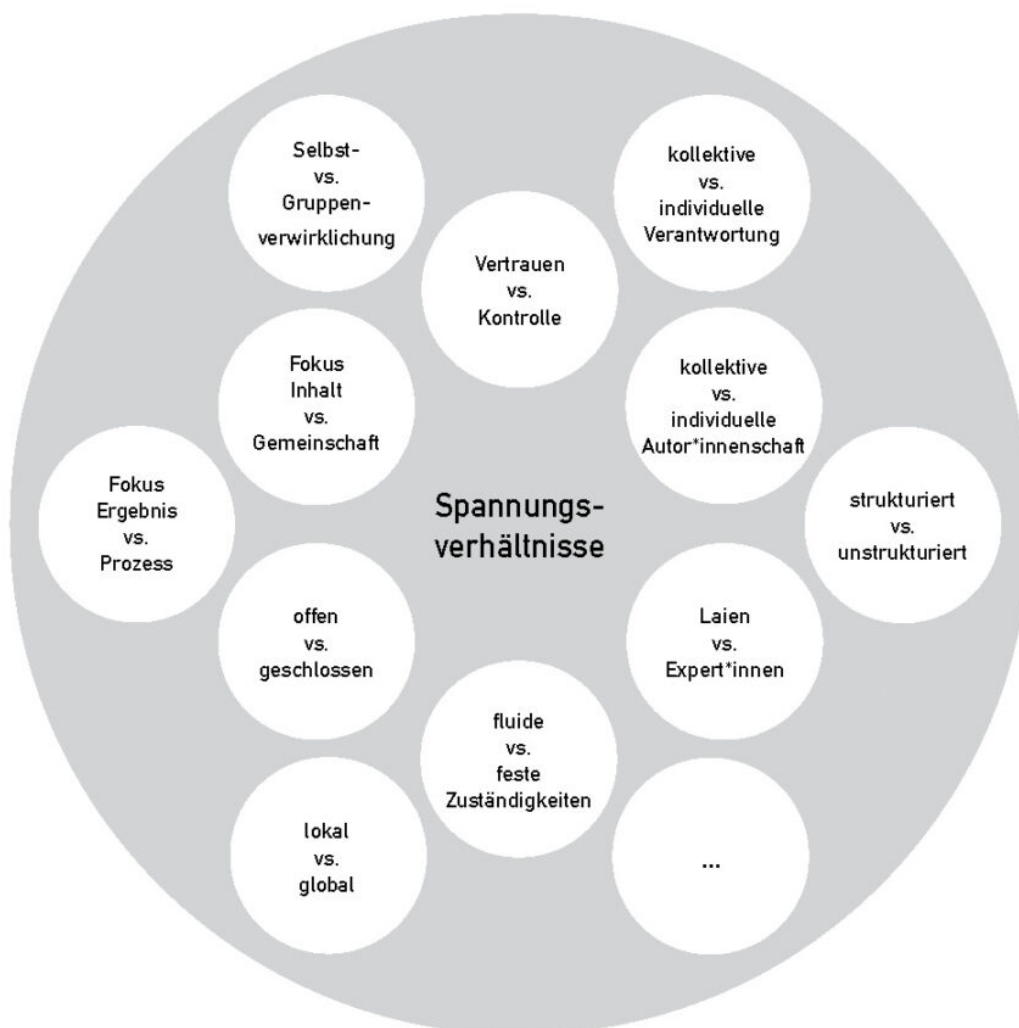 Selbst-
vs.
Gruppen-
verwirklichung
kollektive
vs.
individuelle
Verantwortung
Vertrauen
vs.
Kontrolle
Fokus
Inhalt
vs.
Gemeinschaft
kollektive
vs.
individuelle
Autor*innenschaft
Fokus
Ergebnis
vs.
Prozess
Spannungs-
verhältnisse
strukturiert
vs.
unstrukturiert
offen
vs.
geschlossen
Laien
vs.
Expert*innen
fluide
vs.
feste
Zuständigkeiten
lokal
vs.
global
...